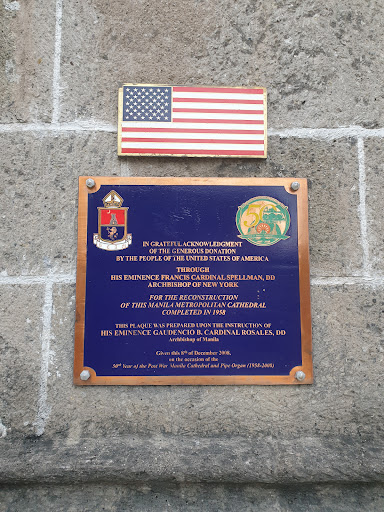 IN GRATEFUL ACKNOWLEDGMENT
OF THE GENEROUS DONATION
BY THE PEOPLE OF THE UNITED STATES OF AMERICA
THROUGH
HIS EMINENCE FRANCIS CARDINAL SPELLMAN, DD
ARCHBISHOP OF NEW YORK
FOR THE RECONSTRUCTION
OF THIS MANILA METROPOLITAN CATHEDRAL
COMPLETED IN 1958
THIS PLAQUE WAS PREPARED UPON THE INSTRUCTION OF
HIS EMINENCE GAUDENCIO B. CARDINAL ROSALES, DD
Archbishop of Manila
Given this 8th of December 2008,
on the occasion of the
50th Year of the Post War Manila Cathedral and Pipe Organ (1958-2008)